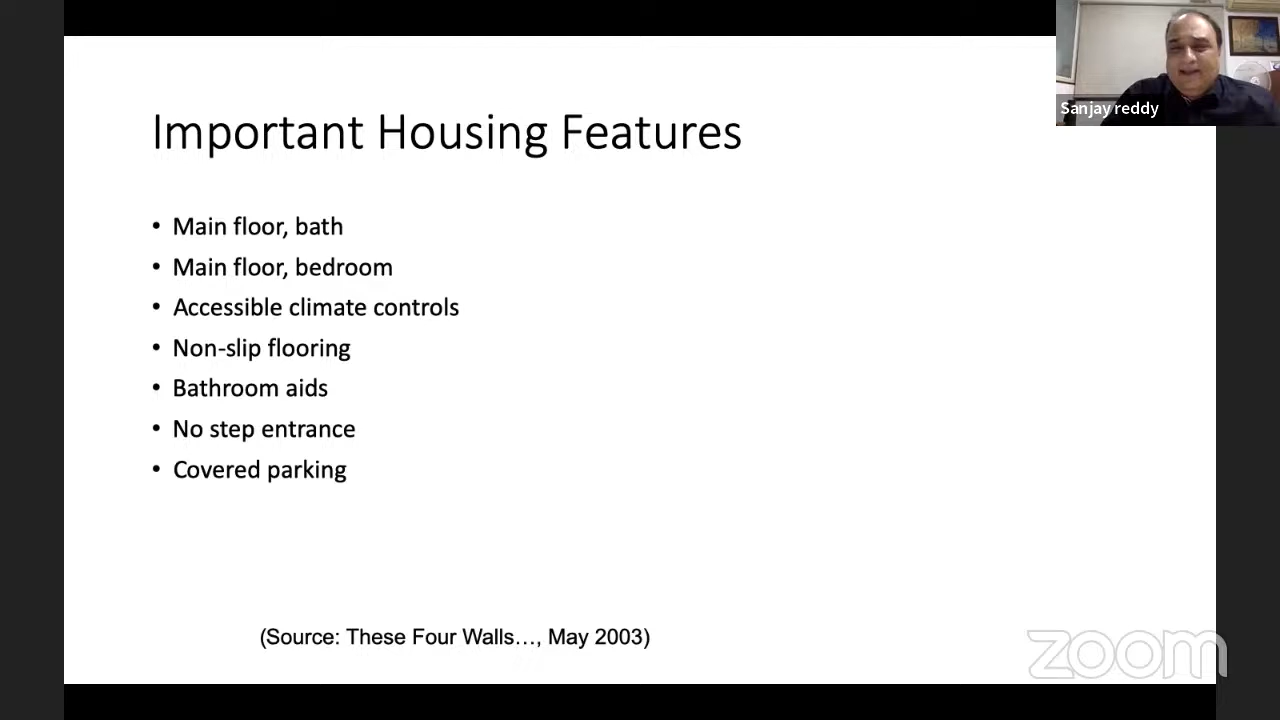 Sanjay reddy
Important Housing Features
• Main floor, bath
• Main floor, bedroom
• Accessible climate controls
• Non-slip flooring
• Bathroom aids
• No step entrance
• Covered parking
(Source: These Four Walls…, May 2003)
zoom